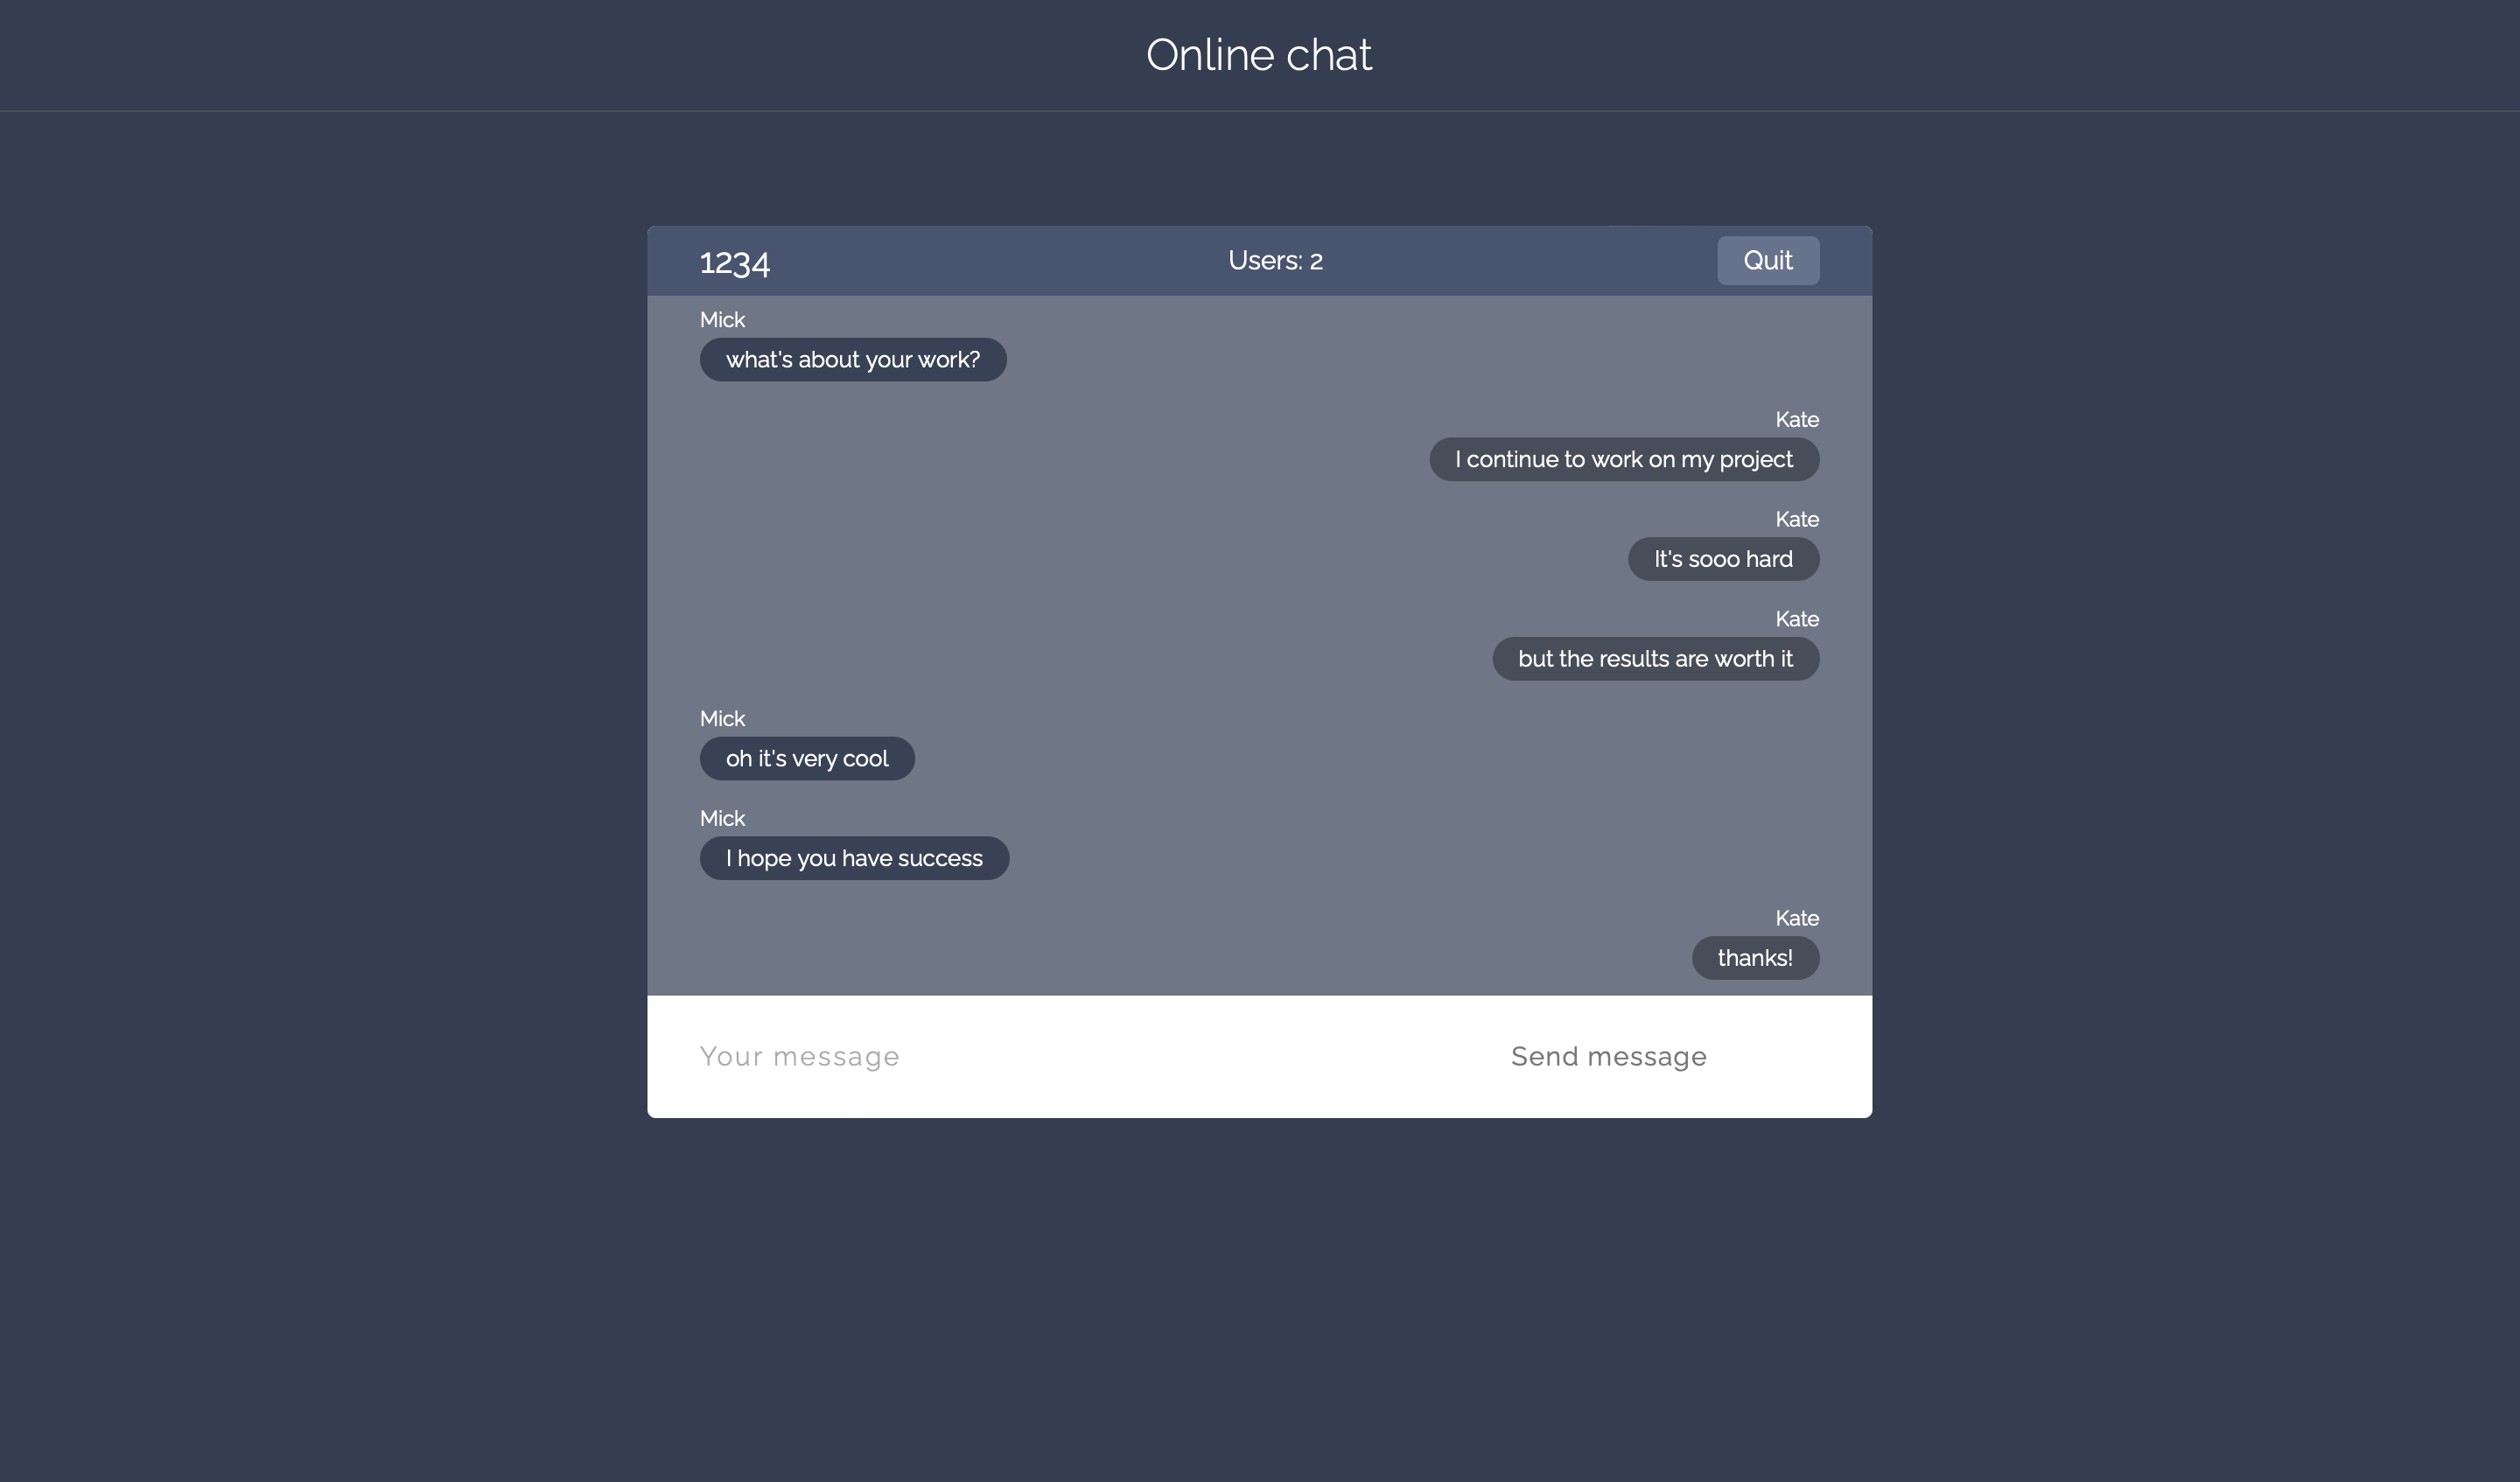 Online chat
1234
Users: 2
Quit
Mick
what's about your work?
Kate
I continue to work on my project
Kate
It's sooo hard
Kate
but the results are worth it
Mick
oh it's very cool
Mick
I hope you have success
Kate
thanks!
Your message
Send message